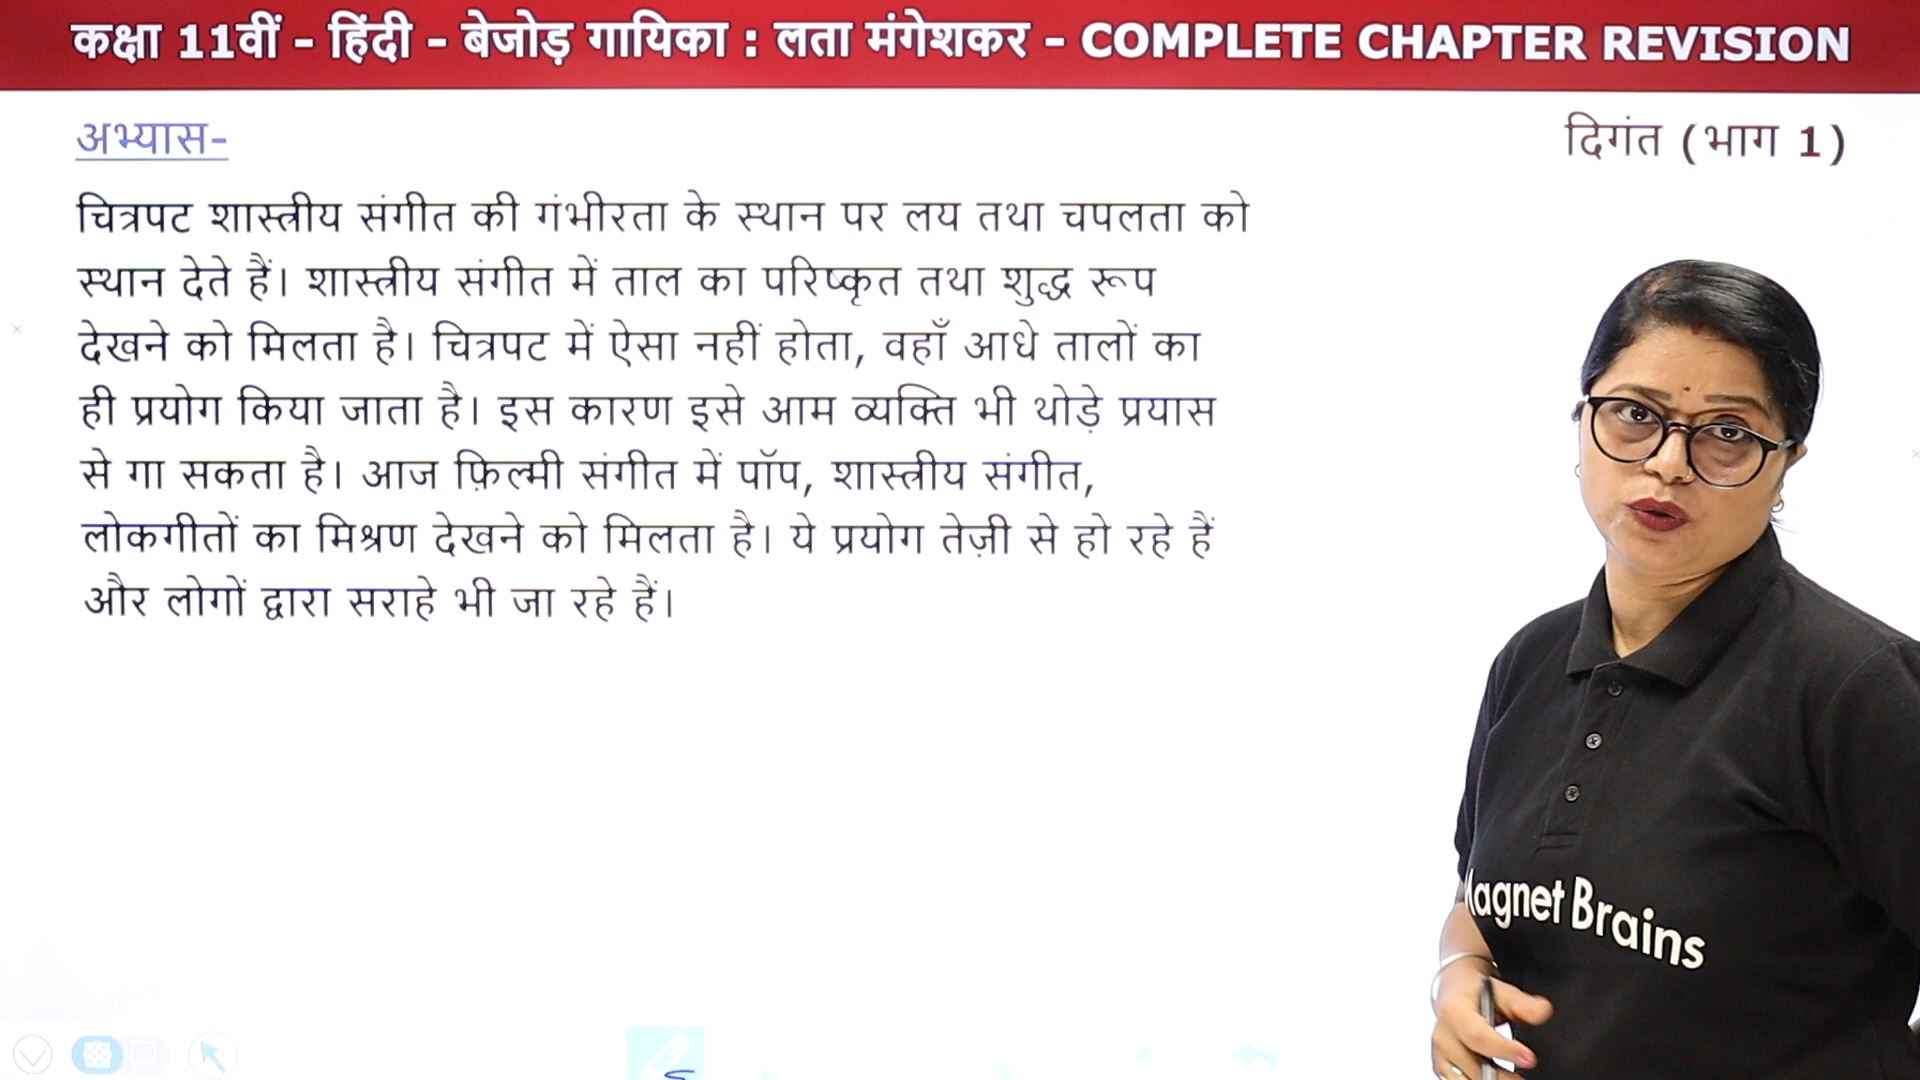 कक्षा 11वीं - हिंदी - बेजोड़ गायिका : लता मंगेशकर - COMPLETE CHAPTER REVISION
अभ्यास-
दिगंत (भाग 1)
चित्रपट शास्त्रीय संगीत की गंभीरता के स्थान पर लय तथा चपलता को
स्थान देते हैं। शास्त्रीय संगीत में ताल का परिष्कृत तथा शुद्ध रूप
देखने को मिलता है। चित्रपट में ऐसा नहीं होता, वहाँ आधे तालों का
ही प्रयोग किया जाता है। इस कारण इसे आम व्यक्ति भी थोड़े प्रयास
से गा सकता है। आज फ़िल्मी संगीत में पॉप, शास्त्रीय संगीत,
लोकगीतों का मिश्रण देखने को मिलता है। ये प्रयोग तेज़ी से हो रहे हैं
और लोगों द्वारा सराहे भी जा रहे हैं।
Magnet Brains